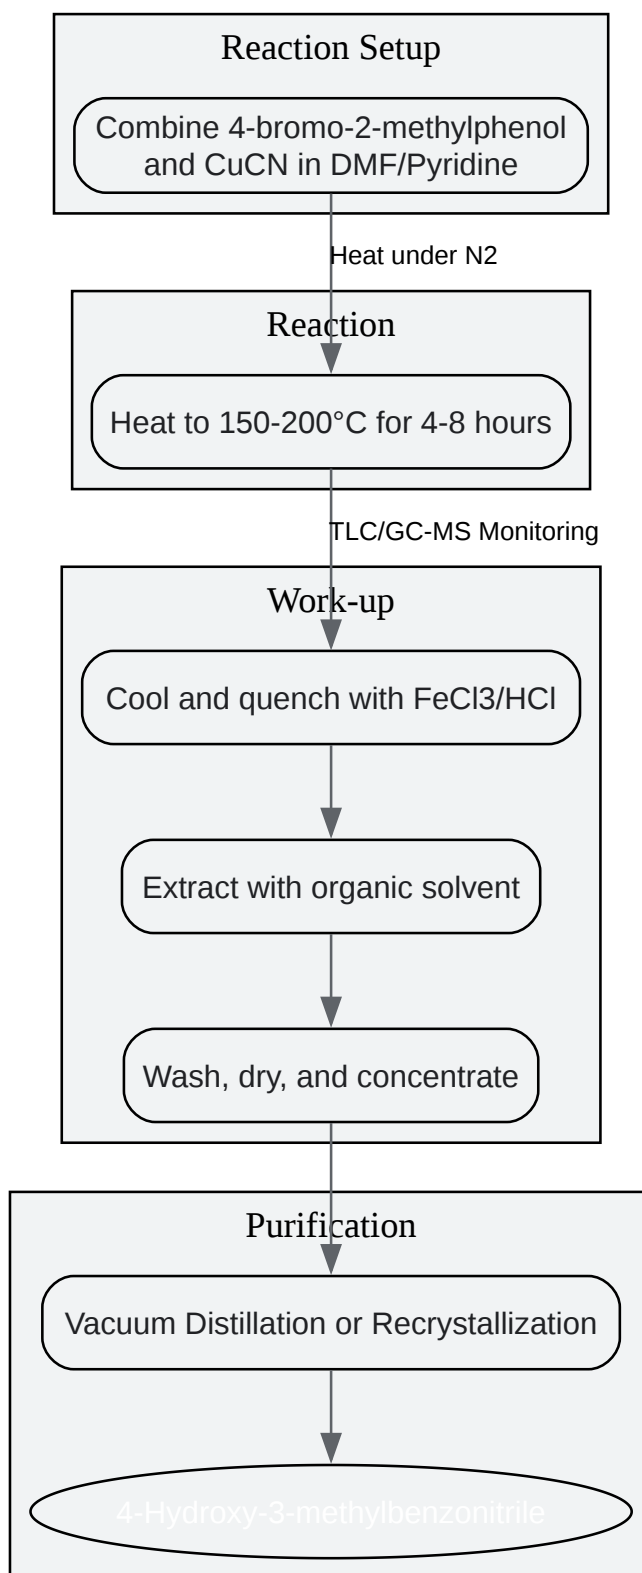 Reaction Setup
Combine 4-bromo-2-methylphenol
and CuCN in DMF/Pyridine
Heat under N2
Reaction
Heat to 150-200°C for 4-8 hours
TLC/GC-MS Monitoring
Work-up
Cool and quench with FeCl3/HCl
Extract with organic solvent
Wash, dry, and concentrate
Purification
Vacuum Distillation or Recrystallization
4-Hydroxy-3-methylbenzonitrile